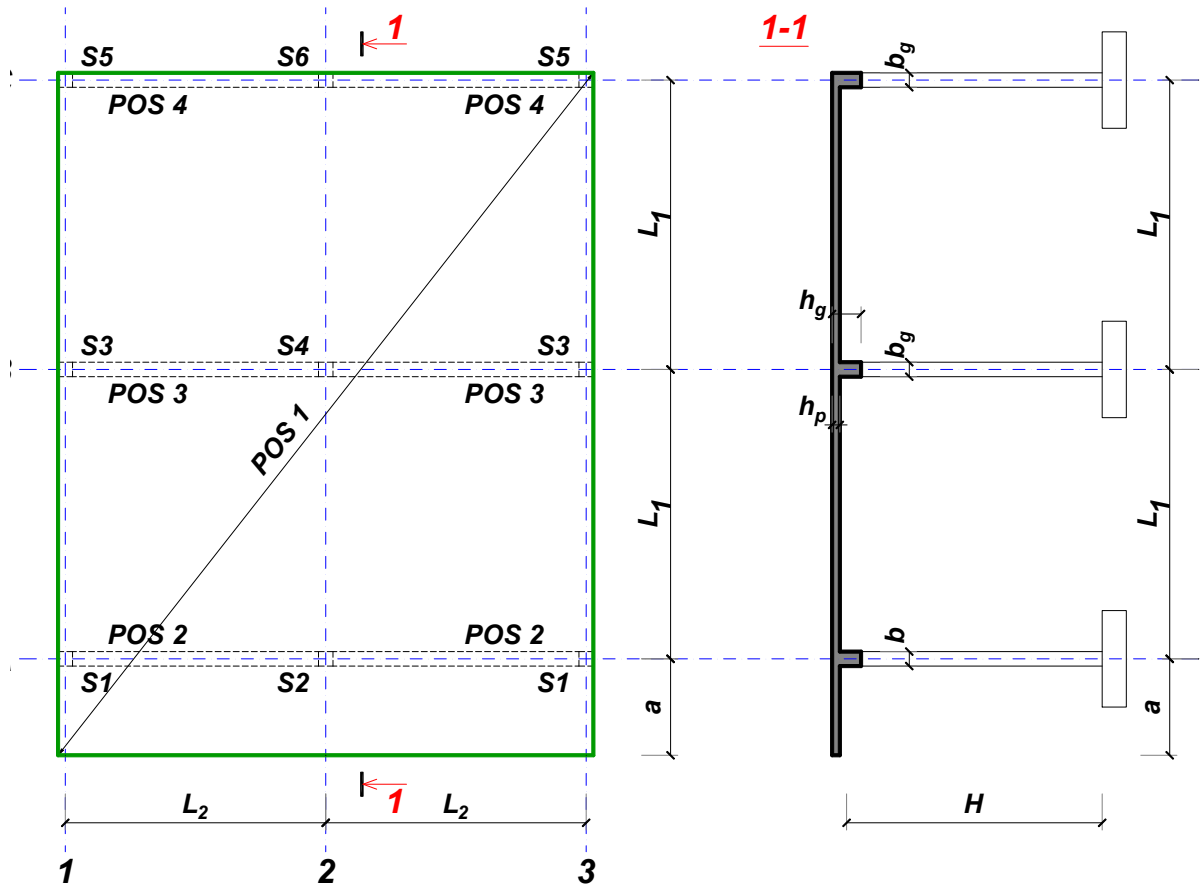 1
1-1
S5 S6 S5
POS 4 POS 4
b_g
L_1
L_1
h_g
S3 S4 S3
POS 3 POS 3
b_g
h_p
POS 1
L_1
L_1
POS 2 POS 2
b
S1 S2 S1
a
a
1
L_2 L_2
H
1 2 3